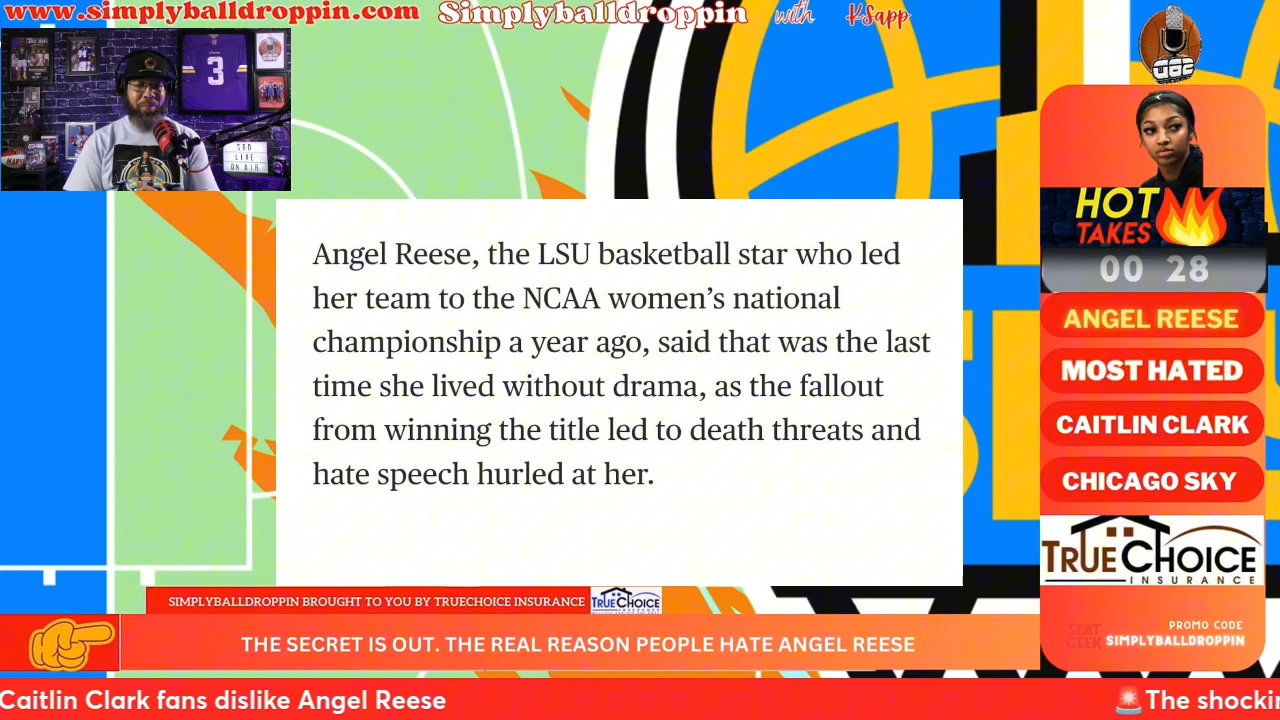 www.simplyballdroppin.com
Simplyballdroppin with KSapp
3
SBD
LIVE
ON AIR
HOT
TAKES
00 28
Angel Reese, the LSU basketball star who led
her team to the NCAA women’s national
championship a year ago, said that was the last
time she lived without drama, as the fallout
from winning the title led to death threats and
hate speech hurled at her.
ANGEL REESE
MOST HATED
CAITLIN CLARK
CHICAGO SKY
TRUECHOICE
INSURANCE
SIMPLYBALLDROPPIN BROUGHT TO YOU BY TRUECHOICE INSURANCE
TRUECHOICE
THE SECRET IS OUT. THE REAL REASON PEOPLE HATE ANGEL REESE
SEAT
GEEK
PROMO CODE
SIMPLYBALLDROPPIN
Caitlin Clark fans dislike Angel Reese
The shockin